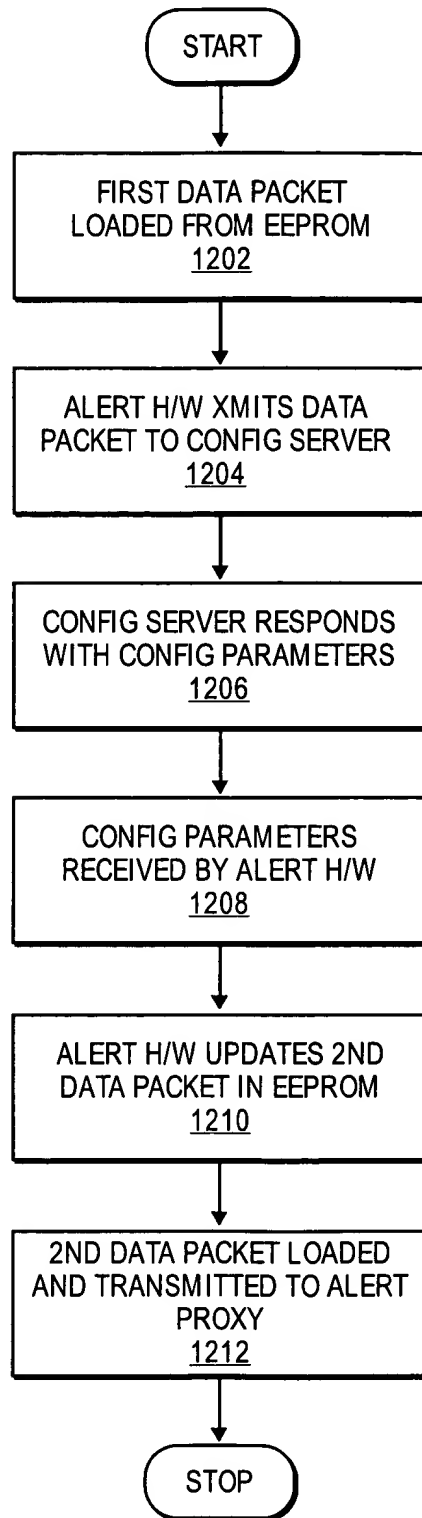 START
FIRST DATA PACKET
LOADED FROM EEPROM
1202
ALERT H/W XMITS DATA
PACKET TO CONFIG SERVER
1204
CONFIG SERVER RESPONDS
WITH CONFIG PARAMETERS
1206
CONFIG PARAMETERS
RECEIVED BY ALERT H/W
1208
ALERT H/W UPDATES 2ND
DATA PACKET IN EEPROM
1210
2ND DATA PACKET LOADED
AND TRANSMITTED TO ALERT
PROXY
1212
STOP